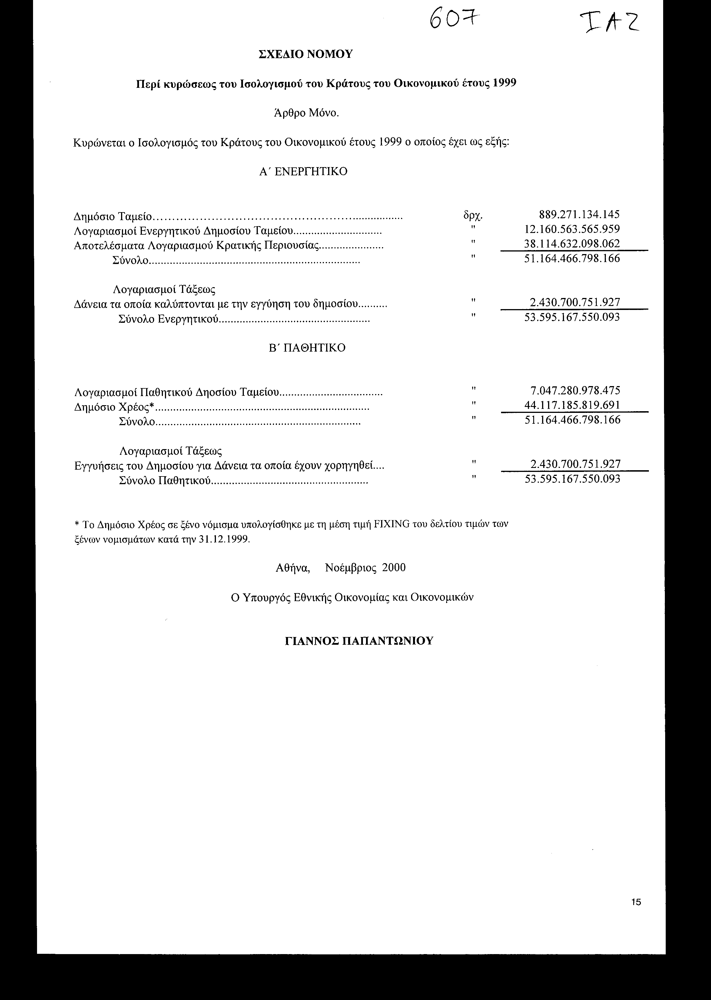 607 ΙΑ2
ΣΧΕΔΙΟ ΝΟΜΟΥ
Περί κυρώσεως του Ισολογισμού του Κράτους του Οικονομικού έτους 1999
Άρθρο Μόνο.
Κυρώνεται ο Ισολογισμός του Κράτους του Οικονομικού έτους 1999 ο οποίος έχει ως εξής:
Α΄ ΕΝΕΡΓΗΤΙΚΟ
Δημόσιο Ταμείο.......................................................... δρχ. 889.271.134.145
Λογαριασμοί Ενεργητικού Δημοσίου Ταμείου........................... " 12.160.563.565.959
Αποτελέσματα Λογαριασμού Κρατικής Περιουσίας..................... " 38.114.632.098.062
Σύνολο.......................................................... " 51.164.466.798.166
Λογαριασμοί Τάξεως
Δάνεια τα οποία καλύπτονται με την εγγύηση του δημοσίου.......... " 2.430.700.751.927
Σύνολο Ενεργητικού.......................................... " 53.595.167.550.093
Β΄ ΠΑΘΗΤΙΚΟ
Λογαριασμοί Παθητικού Δηοσίου Ταμείου............................. " 7.047.280.978.475
Δημόσιο Χρέος*.......................................................... " 44.117.185.819.691
Σύνολο.......................................................... " 51.164.466.798.166
Λογαριασμοί Τάξεως
Εγγυήσεις του Δημοσίου για Δάνεια τα οποία έχουν χορηγηθεί.... " 2.430.700.751.927
Σύνολο Παθητικού............................................ " 53.595.167.550.093
* Το Δημόσιο Χρέος σε ξένο νόμισμα υπολογίσθηκε με τη μέση τιμή FIXING του δελτίου τιμών των
ξένων νομισμάτων κατά την 31.12.1999.
Αθήνα, Νοέμβριος 2000
Ο Υπουργός Εθνικής Οικονομίας και Οικονομικών
ΓΙΑΝΝΟΣ ΠΑΠΑΝΤΩΝΙΟΥ
15